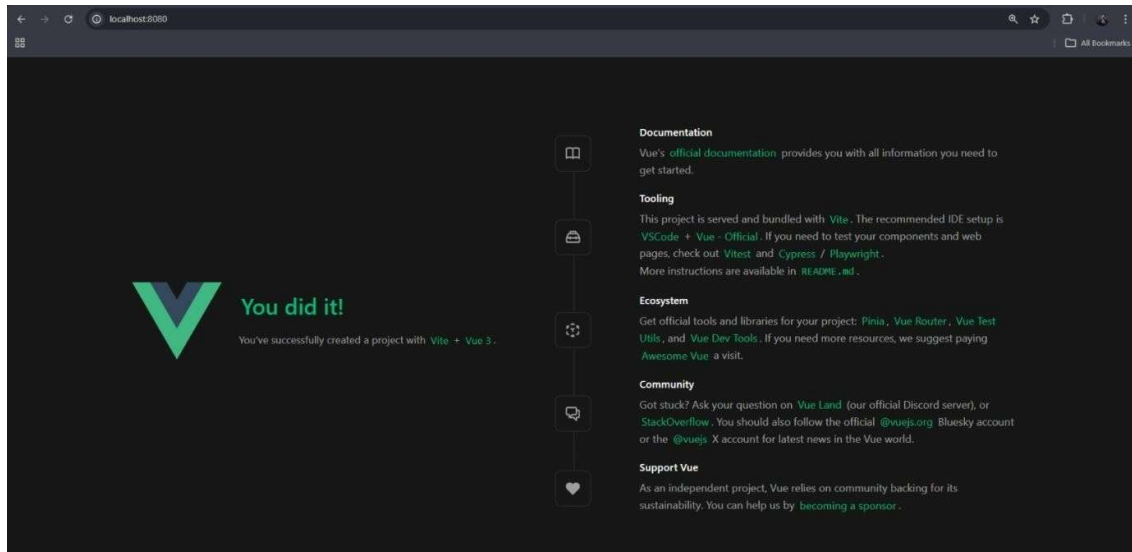 localhost:8080
All Bookmarks
Documentation
Vue's official documentation provides you with all information you need to
get started.
Tooling
This project is served and bundled with Vite. The recommended IDE setup is
VSCode + Vue - Official. If you need to test your components and web
pages, check out Vitest and Cypress / Playwright.
More instructions are available in README.md.
You did it!
You've successfully created a project with Vite + Vue 3.
Ecosystem
Get official tools and libraries for your project: Pinia, Vue Router, Vue Test
Utils, and Vue Dev Tools. If you need more resources, we suggest paying
Awesome Vue a visit.
Community
Got stuck? Ask your question on Vue Land (our official Discord server), or
StackOverflow. You should also follow the official @vuejs.org Bluesky account
or the @vuejs X account for latest news in the Vue world.
Support Vue
As an independent project, Vue relies on community backing for its
sustainability. You can help us by becoming a sponsor.